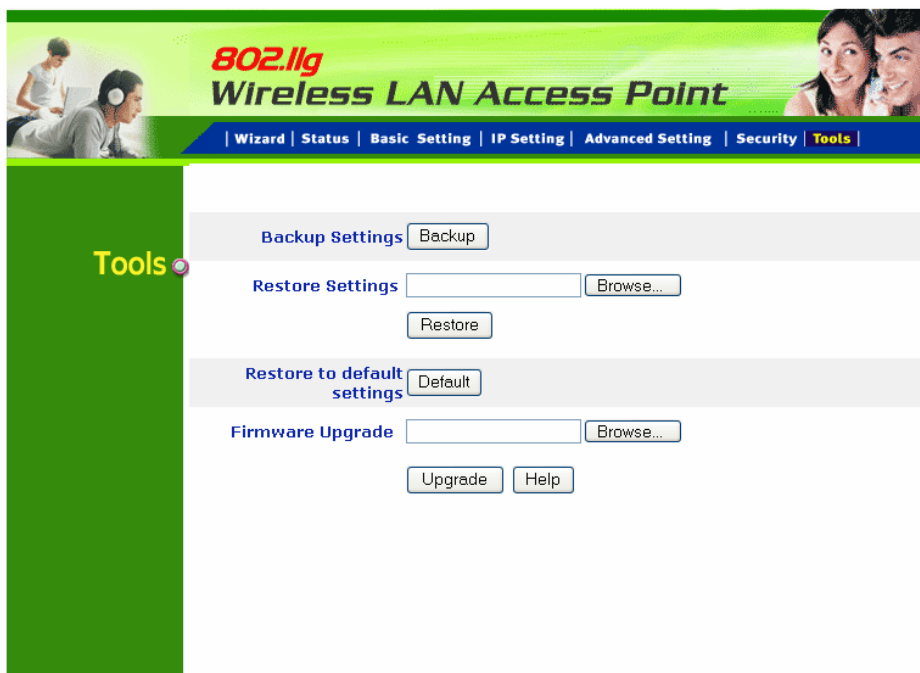 802.11g
Wireless LAN Access Point
| Wizard | Status | Basic Setting | IP Setting | Advanced Setting | Security | Tools |
Tools
Backup Settings Backup
Restore Settings Browse...
Restore
Restore to default settings Default
Firmware Upgrade Browse...
Upgrade Help